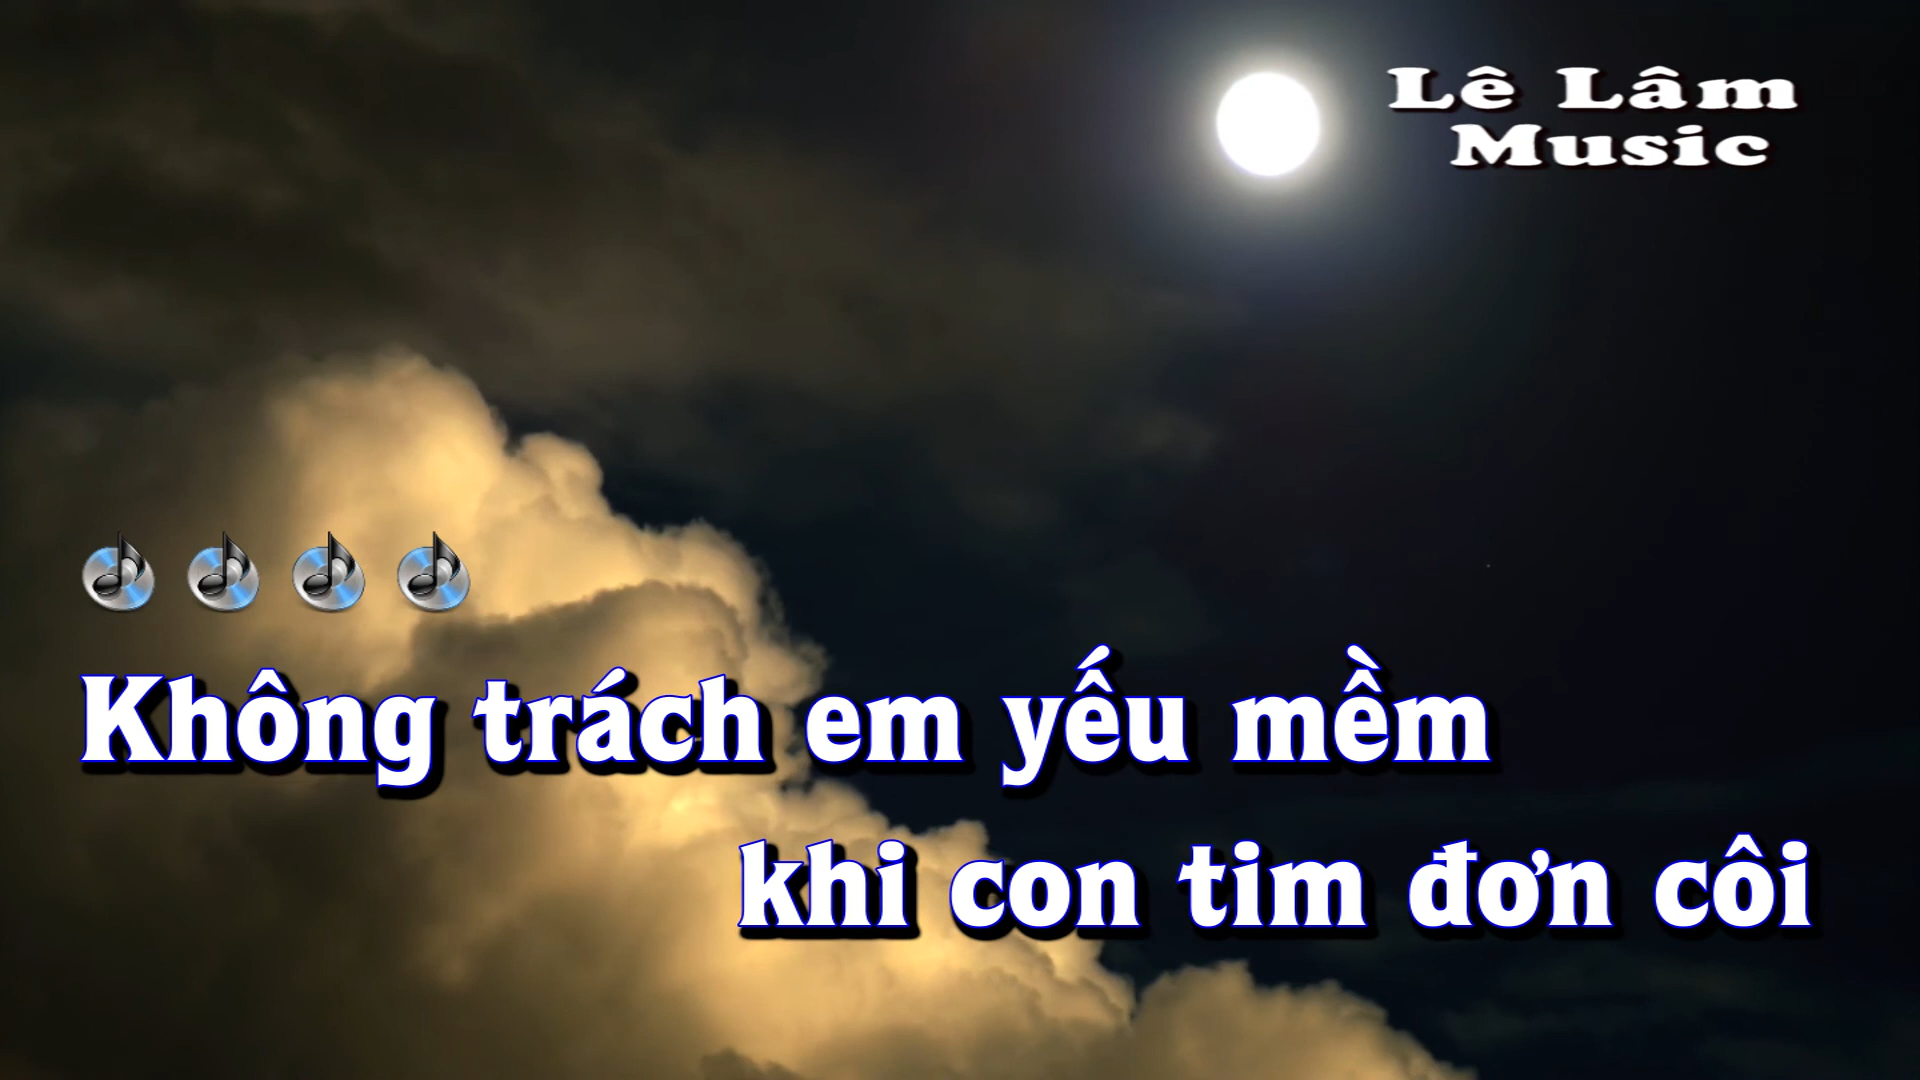 Lê Lâm
Music
Không trách em yếu mềm
khi con tim đơn côi